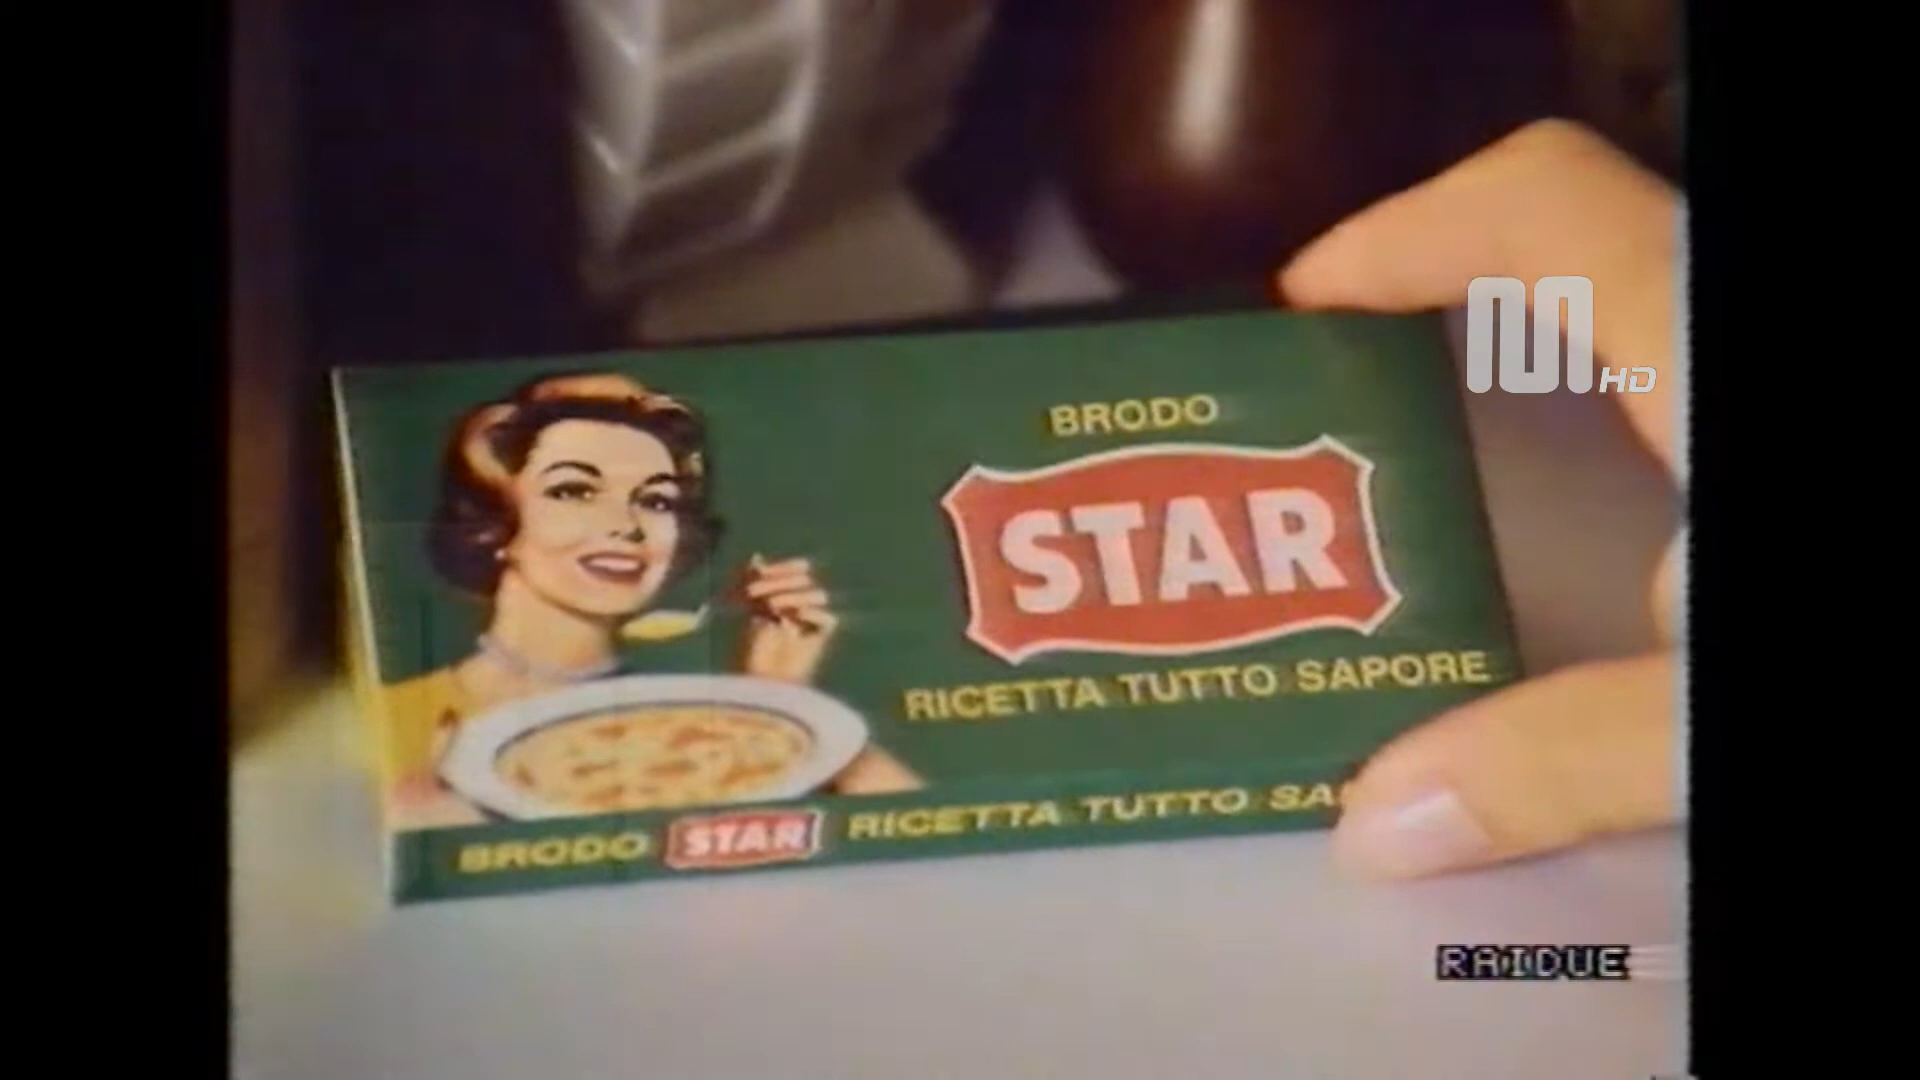 BRODO
STAR
RICETTA TUTTO SAPORE
BRODO STAR RICETTA TUTTO SA
HD
RAIDUE